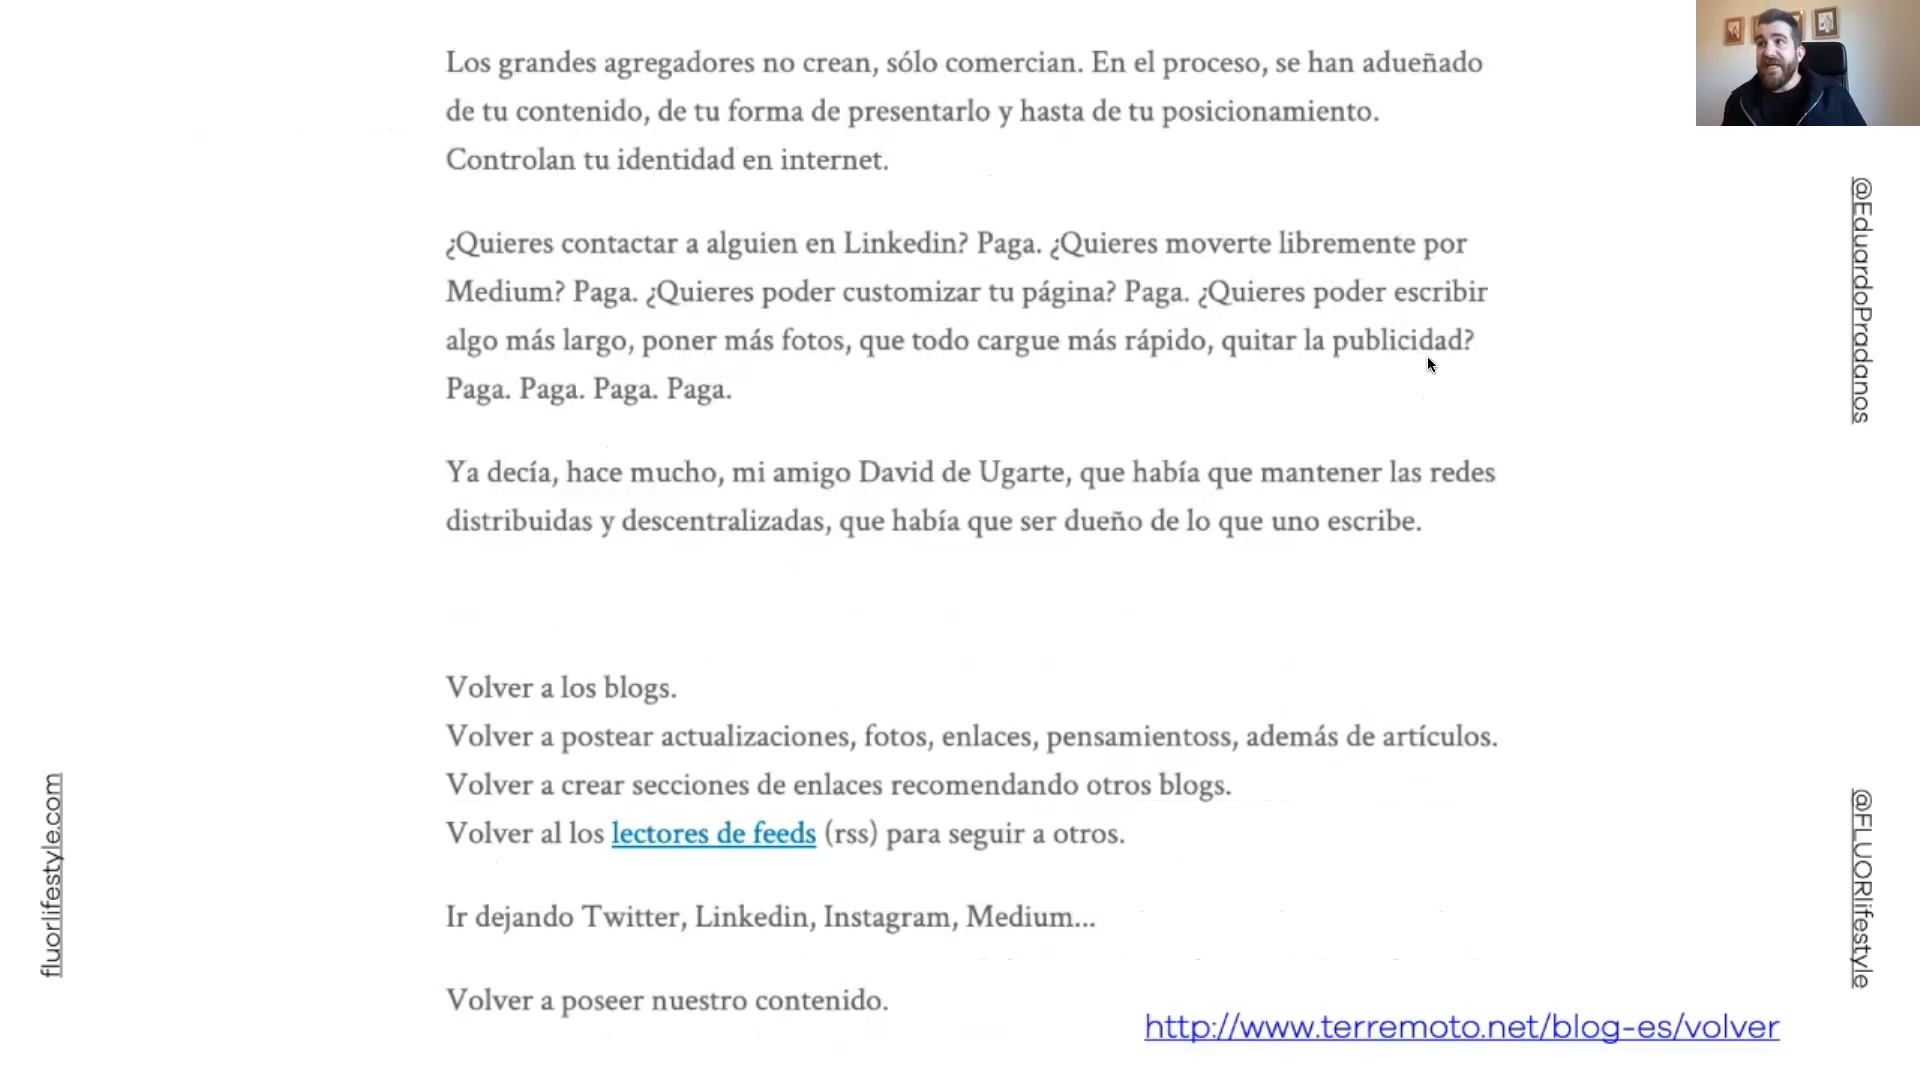 Los grandes agregadores no crean, sólo comercian. En el proceso, se han adueñado
de tu contenido, de tu forma de presentarlo y hasta de tu posicionamiento.
Controlan tu identidad en internet.
¿Quieres contactar a alguien en Linkedin? Paga. ¿Quieres moverte libremente por
Medium? Paga. ¿Quieres poder customizar tu página? Paga. ¿Quieres poder escribir
algo más largo, poner más fotos, que todo cargue más rápido, quitar la publicidad?
Paga. Paga. Paga. Paga.
Ya decía, hace mucho, mi amigo David de Ugarte, que había que mantener las redes
distribuidas y descentralizadas, que había que ser dueño de lo que uno escribe.
Volver a los blogs.
Volver a postear actualizaciones, fotos, enlaces, pensamientoss, además de artículos.
Volver a crear secciones de enlaces recomendando otros blogs.
Volver al los lectores de feeds (rss) para seguir a otros.
Ir dejando Twitter, Linkedin, Instagram, Medium...
Volver a poseer nuestro contenido.
http://www.terremoto.net/blog-es/volver
fluorlifestyle.com
@EduardoPradanos
@FLUORlifestyle